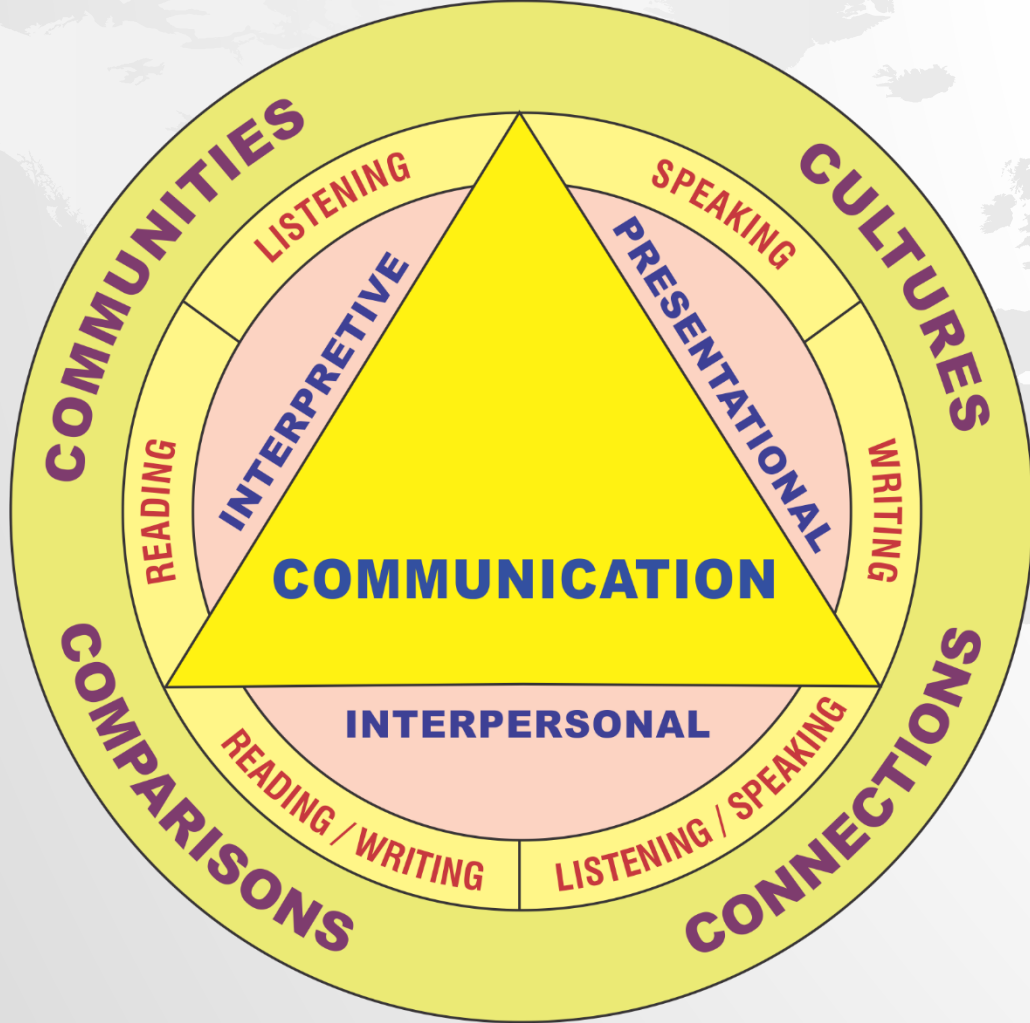 COMMUNITIES
CULTURES
LISTENING
SPEAKING
INTERPRETIVE
PRESENTATIONAL
READING
WRITING
COMMUNICATION
INTERPERSONAL
READING / WRITING
LISTENING / SPEAKING
COMPARISONS
CONNECTIONS